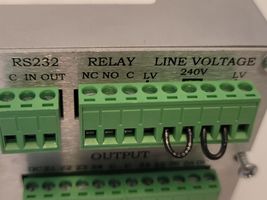 RS232 RELAY LINE VOLTAGE
C IN OUT NC NO C LV 240V LV
OUTPUT